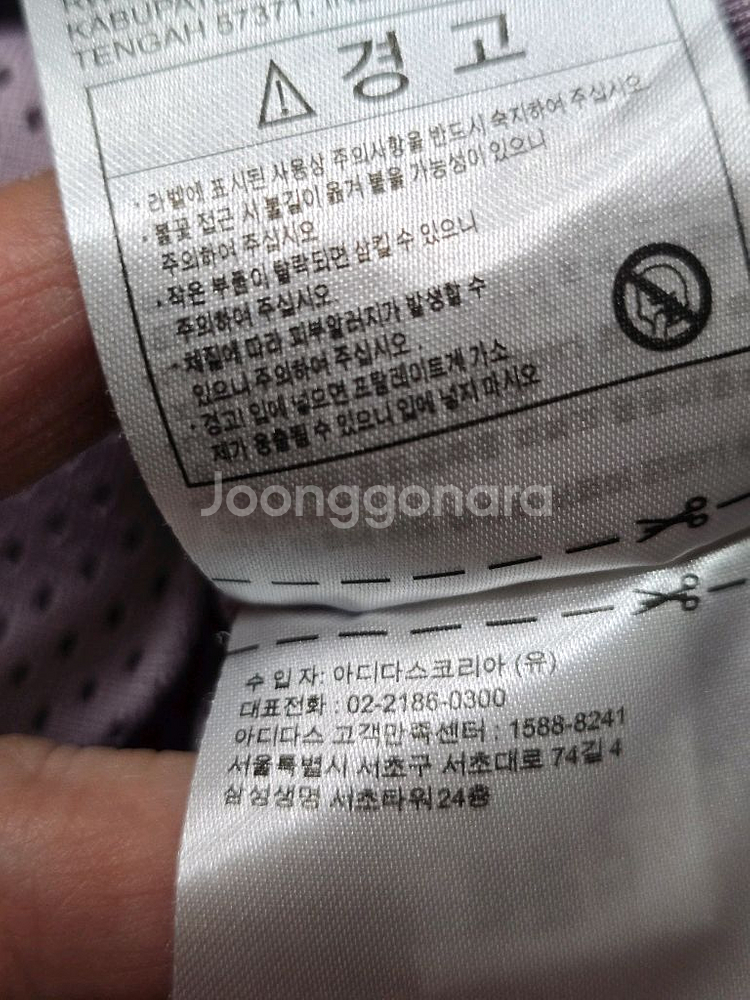 KABUPATE
TENGAH 57371. IN
경 고
· 라벨에 표시된 사용상 주의사항을 반드시 숙지하여 주십시오
· 불꽃 접근 시 불길이 옮겨 붙을 가능성이 있으니
주의하여 주십시오
· 작은 부품이 탈락되면 삼킬 수 있으니
주의하여 주십시오
· 체질에 따라 피부알러지가 발생할 수
있으니 주의하여 주십시오.
· 경고! 입에 넣으면 프탈레이트계 가소
제가 용출될 수 있으니 입에 넣지 마시오
Joonggonara
수 입 자: 아디다스코리아 (유)
대표전화 : 02-2186-0300
아디다스 고객만족센터 : 1588-8241
서울특별시 서초구 서초대로 74길 4
삼성생명 서초타워 24층